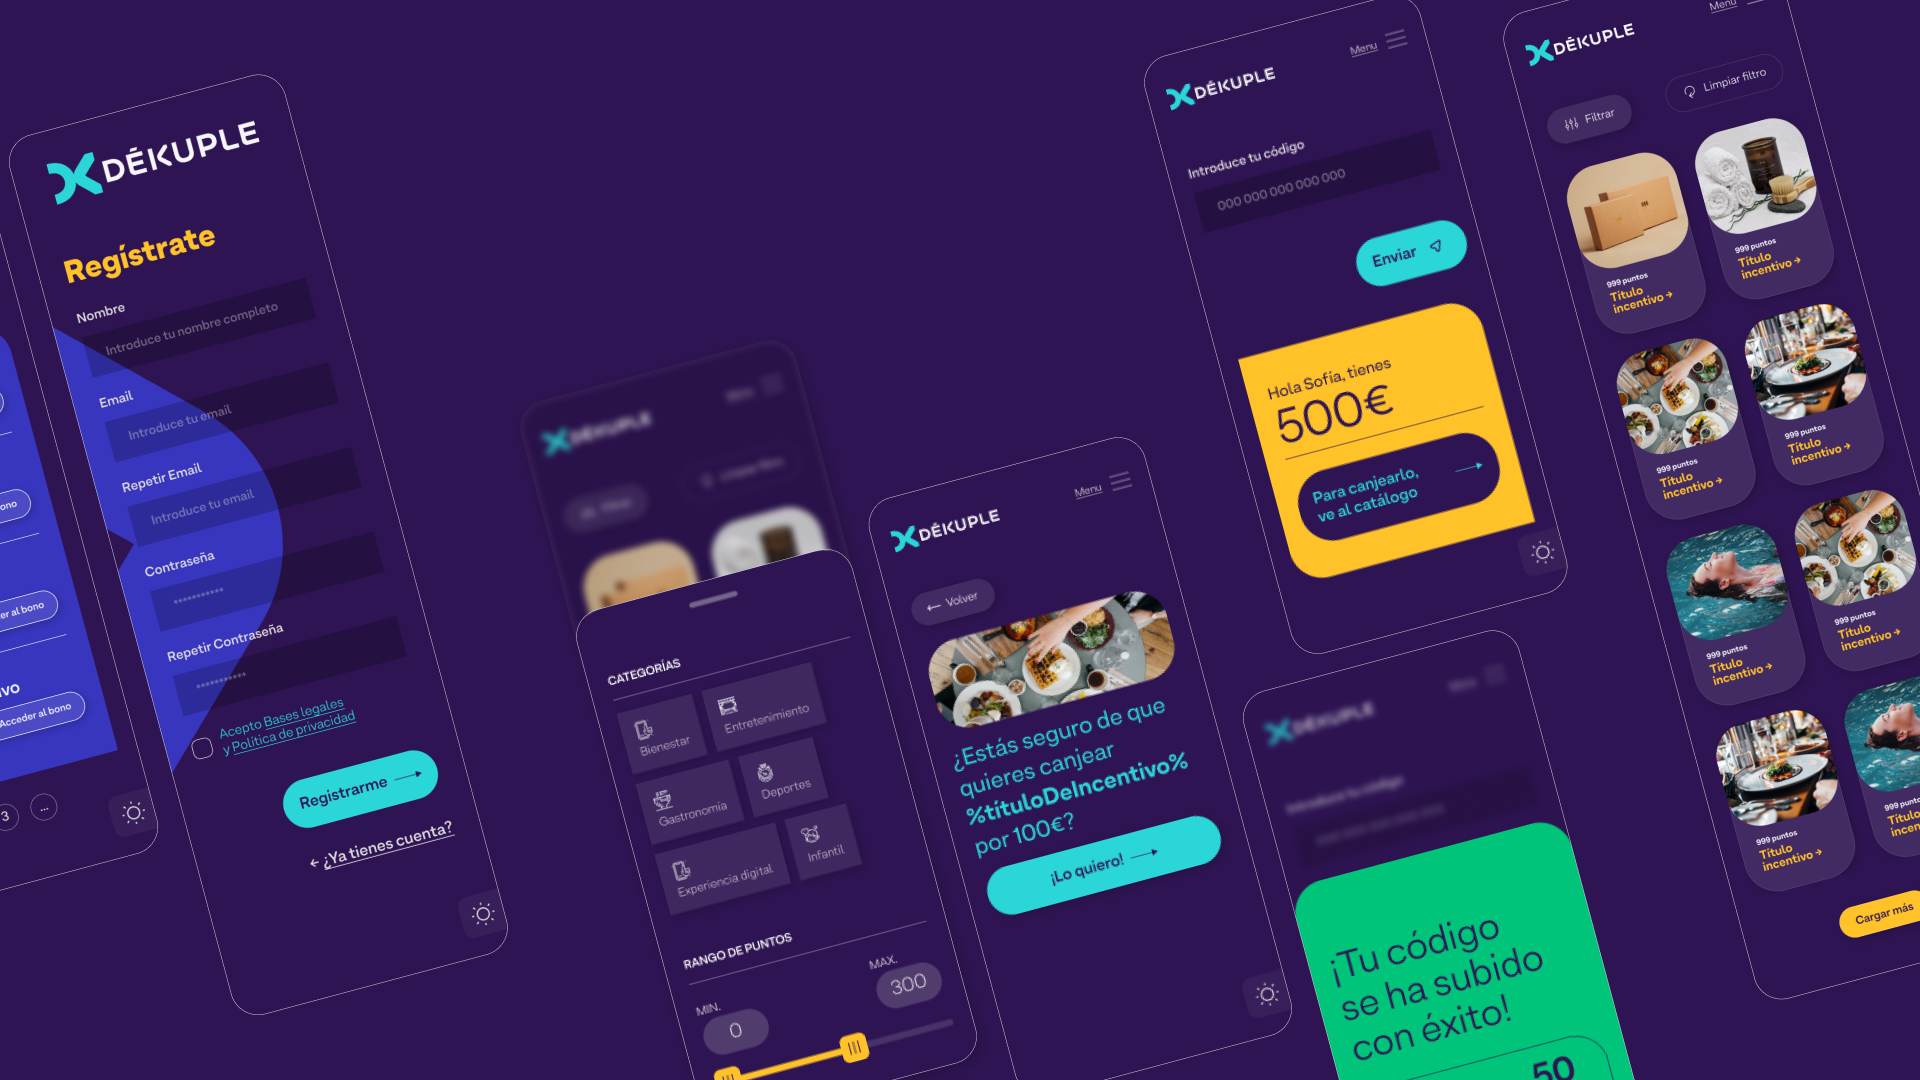 ono
er al bono
ivo
Acceder al bono
3
...
DÉKUPLE
Regístrate
Nombre
Introduce tu nombre completo
Email
Introduce tu email
Repetir Email
Introduce tu email
Contraseña
***********
Repetir Contraseña
***********
Acepto Bases legales
y Política de privacidad
Registrarme
← ¿Ya tienes cuenta?
DÉKUPLE
CATEGORÍAS
Bienestar
Entretenimiento
Gastronomía
Deportes
Experiencia digital
Infantil
RANGO DE PUNTOS
MIN.
MAX.
0
300
Menu
DÉKUPLE
← Volver
¿Estás seguro de que
quieres canjear
%títuloDeIncentivo%
por 100€?
¡Lo quiero!
Menu
DÉKUPLE
Introduce tu código
000 000 000 000 000
Enviar
Hola Sofía, tienes
500€
Para canjearlo,
ve al catálogo
DÉKUPLE
Introduce tu código
¡Tu código
se ha subido
con éxito!
50
Menu
DÉKUPLE
Filtrar
Limpiar filtro
999 puntos
Título
incentivo →
999 puntos
Título
incentivo →
999 puntos
Título
incentivo →
999 puntos
Título
incentivo →
999 puntos
Título
incentivo →
999 puntos
Título
incentivo →
999 puntos
Título
incentivo →
999 pu
Título
incen
Cargar más